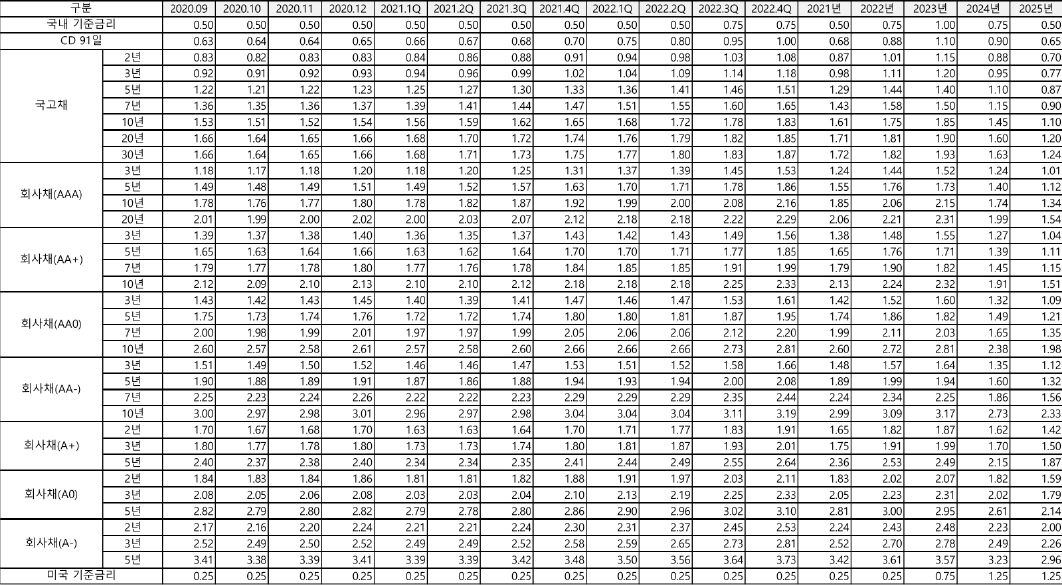 구분 2020.09 2020.10 2020.11 2020.12 2021.1Q 2021.2Q 2021.3Q 2021.4Q 2022.1Q 2022.2Q 2022.3Q 2022.4Q 2021년 2022년 2023년 2024년 2025년
국내 기준금리 0.50 0.50 0.50 0.50 0.50 0.50 0.50 0.50 0.50 0.50 0.75 0.75 0.50 0.75 1.00 0.75 0.50
CD 91일 0.63 0.64 0.64 0.65 0.66 0.67 0.68 0.70 0.75 0.80 0.95 1.00 0.68 0.88 1.10 0.90 0.65
국고채 2년 0.83 0.82 0.83 0.83 0.84 0.86 0.88 0.91 0.94 0.98 1.03 1.08 0.87 1.01 1.15 0.88 0.70
3년 0.92 0.91 0.92 0.93 0.94 0.96 0.99 1.02 1.04 1.09 1.14 1.18 0.98 1.11 1.20 0.95 0.77
5년 1.22 1.21 1.22 1.23 1.25 1.27 1.30 1.33 1.36 1.41 1.46 1.51 1.29 1.44 1.40 1.10 0.87
7년 1.36 1.35 1.36 1.37 1.39 1.41 1.44 1.47 1.51 1.55 1.60 1.65 1.43 1.58 1.50 1.15 0.90
10년 1.53 1.51 1.52 1.54 1.56 1.59 1.62 1.65 1.68 1.72 1.78 1.83 1.61 1.75 1.85 1.45 1.10
20년 1.66 1.64 1.65 1.66 1.68 1.70 1.72 1.74 1.76 1.79 1.82 1.85 1.71 1.81 1.90 1.60 1.20
30년 1.66 1.64 1.65 1.66 1.68 1.71 1.73 1.75 1.77 1.80 1.83 1.87 1.72 1.82 1.93 1.63 1.24
회사채(AAA) 3년 1.18 1.17 1.18 1.20 1.18 1.20 1.25 1.31 1.37 1.39 1.45 1.53 1.24 1.44 1.52 1.24 1.01
5년 1.49 1.48 1.49 1.51 1.49 1.52 1.57 1.63 1.70 1.71 1.78 1.86 1.55 1.76 1.73 1.40 1.12
10년 1.78 1.76 1.77 1.80 1.78 1.82 1.87 1.92 1.99 2.00 2.08 2.16 1.85 2.06 2.15 1.74 1.34
20년 2.01 1.99 2.00 2.02 2.00 2.03 2.07 2.12 2.18 2.18 2.22 2.29 2.06 2.21 2.31 1.99 1.54
회사채(AA+) 3년 1.39 1.37 1.38 1.40 1.36 1.35 1.37 1.43 1.42 1.43 1.49 1.56 1.38 1.48 1.55 1.27 1.04
5년 1.65 1.63 1.64 1.66 1.63 1.62 1.64 1.70 1.70 1.71 1.77 1.85 1.65 1.76 1.71 1.39 1.11
7년 1.79 1.77 1.78 1.80 1.77 1.76 1.78 1.84 1.85 1.85 1.91 1.99 1.79 1.90 1.82 1.45 1.15
10년 2.12 2.09 2.10 2.13 2.10 2.10 2.12 2.18 2.18 2.18 2.25 2.33 2.13 2.24 2.32 1.91 1.51
회사채(AA0) 3년 1.43 1.42 1.43 1.45 1.40 1.39 1.41 1.47 1.46 1.47 1.53 1.61 1.42 1.52 1.60 1.32 1.09
5년 1.75 1.73 1.74 1.76 1.72 1.72 1.74 1.80 1.80 1.81 1.87 1.95 1.74 1.86 1.82 1.49 1.21
7년 2.00 1.98 1.99 2.01 1.97 1.97 1.99 2.05 2.06 2.06 2.12 2.20 1.99 2.11 2.03 1.65 1.35
10년 2.60 2.57 2.58 2.61 2.57 2.58 2.60 2.66 2.66 2.66 2.73 2.81 2.60 2.72 2.81 2.38 1.98
회사채(AA-) 3년 1.51 1.49 1.50 1.52 1.46 1.46 1.47 1.53 1.51 1.52 1.58 1.66 1.48 1.57 1.64 1.35 1.12
5년 1.90 1.88 1.89 1.91 1.87 1.86 1.88 1.94 1.93 1.94 2.00 2.08 1.89 1.99 1.94 1.60 1.32
7년 2.25 2.23 2.24 2.26 2.22 2.22 2.23 2.29 2.29 2.29 2.35 2.44 2.24 2.34 2.25 1.86 1.56
10년 3.00 2.97 2.98 3.01 2.96 2.97 2.98 3.04 3.04 3.04 3.11 3.19 2.99 3.09 3.17 2.73 2.33
회사채(A+) 2년 1.70 1.67 1.68 1.70 1.63 1.63 1.64 1.70 1.71 1.77 1.83 1.91 1.65 1.82 1.87 1.62 1.42
3년 1.80 1.77 1.78 1.80 1.73 1.73 1.74 1.80 1.81 1.87 1.93 2.01 1.75 1.91 1.99 1.70 1.50
5년 2.40 2.37 2.38 2.40 2.34 2.34 2.35 2.41 2.44 2.49 2.55 2.64 2.36 2.53 2.49 2.15 1.87
회사채(A0) 2년 1.84 1.83 1.84 1.86 1.81 1.81 1.82 1.88 1.91 1.97 2.03 2.11 1.83 2.02 2.07 1.82 1.59
3년 2.08 2.05 2.06 2.08 2.03 2.03 2.04 2.10 2.13 2.19 2.25 2.33 2.05 2.23 2.31 2.02 1.79
5년 2.82 2.79 2.80 2.82 2.79 2.78 2.80 2.86 2.90 2.96 3.02 3.10 2.81 3.00 2.95 2.61 2.14
회사채(A-) 2년 2.17 2.16 2.20 2.24 2.21 2.21 2.24 2.30 2.31 2.37 2.45 2.53 2.24 2.43 2.48 2.23 2.00
3년 2.52 2.49 2.50 2.52 2.49 2.49 2.52 2.58 2.59 2.65 2.73 2.81 2.52 2.70 2.78 2.49 2.26
5년 3.41 3.38 3.39 3.41 3.39 3.39 3.42 3.48 3.50 3.56 3.64 3.73 3.42 3.61 3.57 3.23 2.96
미국 기준금리 0.25 0.25 0.25 0.25 0.25 0.25 0.25 0.25 0.25 0.25 0.25 0.25 0.25 0.25 0.75 1.25 1.25